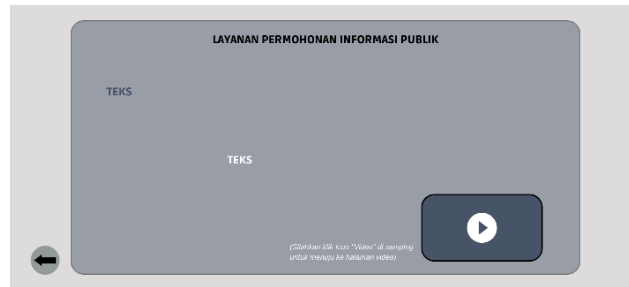 LAYANAN PERMOHONAN INFORMASI PUBLIK
TEKS
TEKS
(Silahkan klik icon "Video" di samping
untuk menuju ke halaman video)